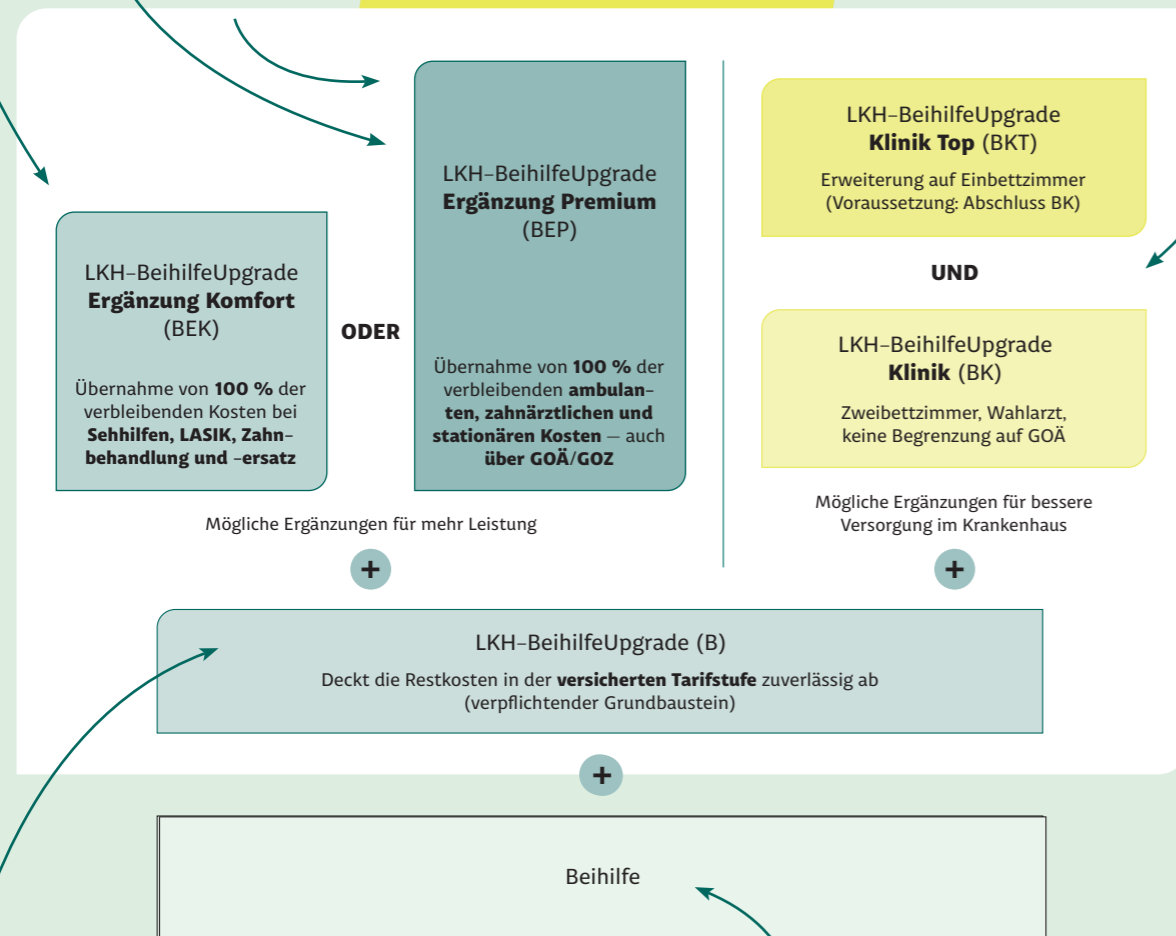 LKH-BeihilfeUpgrade
Ergänzung Komfort
(BEK)
Übernahme von 100 % der
verbleibenden Kosten bei
Sehhilfen, LASIK, Zahn-
behandlung und -ersatz
ODER
LKH-BeihilfeUpgrade
Ergänzung Premium
(BEP)
Übernahme von 100 % der
verbleibenden ambulan-
ten, zahnärztlichen und
stationären Kosten – auch
über GOÄ/GOZ
Mögliche Ergänzungen für mehr Leistung
+
LKH-BeihilfeUpgrade
Klinik Top (BKT)
Erweiterung auf Einbettzimmer
(Voraussetzung: Abschluss BK)
UND
LKH-BeihilfeUpgrade
Klinik (BK)
Zweibettzimmer, Wahlarzt,
keine Begrenzung auf GOÄ
Mögliche Ergänzungen für bessere
Versorgung im Krankenhaus
+
LKH-BeihilfeUpgrade (B)
Deckt die Restkosten in der versicherten Tarifstufe zuverlässig ab
(verpflichtender Grundbaustein)
+
Beihilfe